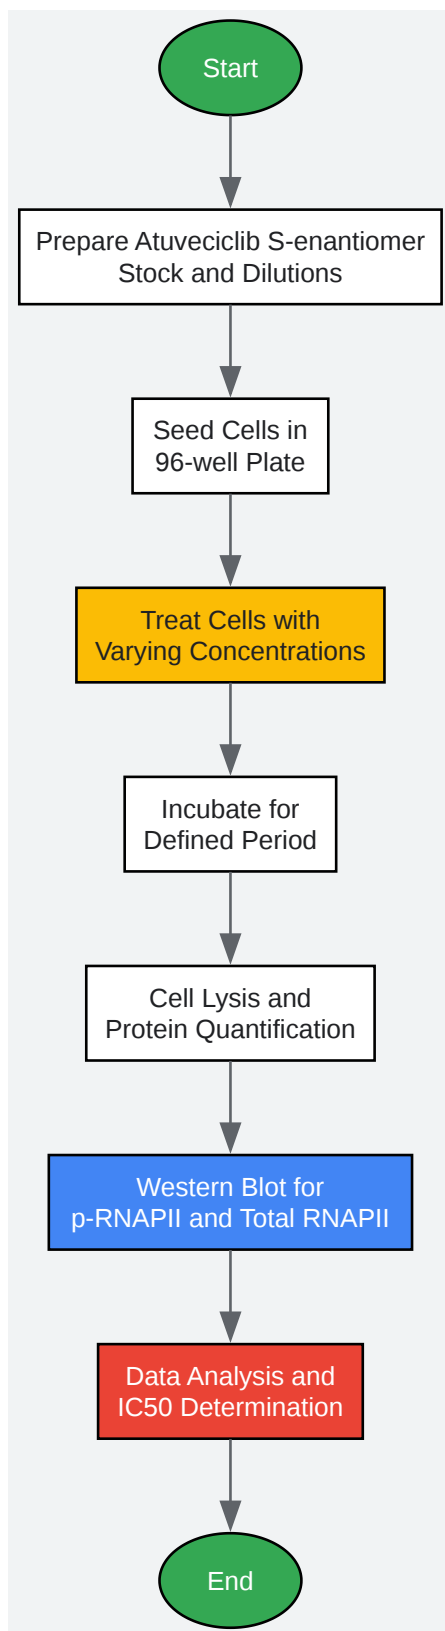 Start
Prepare Atuveciclib S-enantiomer
Stock and Dilutions
Seed Cells in
96-well Plate
Treat Cells with
Varying Concentrations
Incubate for
Defined Period
Cell Lysis and
Protein Quantification
Western Blot for
p-RNAPII and Total RNAPII
Data Analysis and
IC50 Determination
End